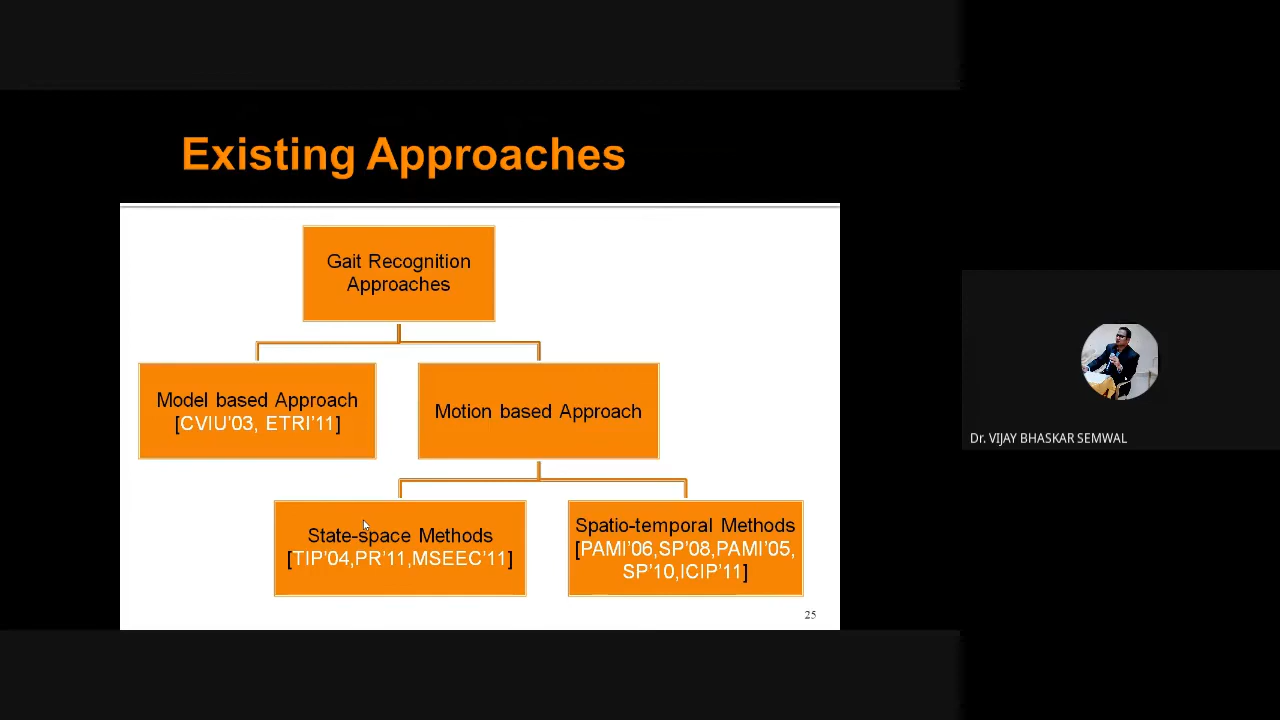 Existing Approaches
Gait Recognition
Approaches
Model based Approach
[CVIU'03, ETRI'11]
Motion based Approach
State-space Methods
[TIP'04,PR'11,MSEEC'11]
Spatio-temporal Methods
[PAMI'06,SP'08,PAMI'05,
SP'10,ICIP'11]
25
Dr. VIJAY BHASKAR SEMWAL